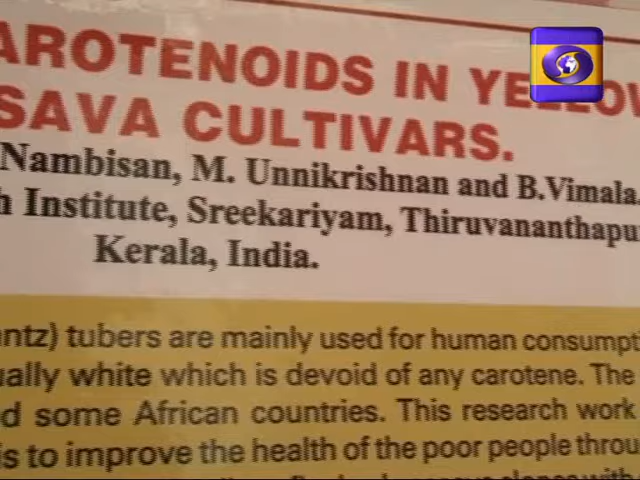 AROTENOIDS IN YELLOW
SAVA CULTIVARS.
Nambisan, M. Unnikrishnan and B.Vimala.
h Institute, Sreekariyam, Thiruvananthapu
Kerala, India.
antz) tubers are mainly used for human consumpti
ually white which is devoid of any carotene. The
d some African countries. This research work
is to improve the health of the poor people throu